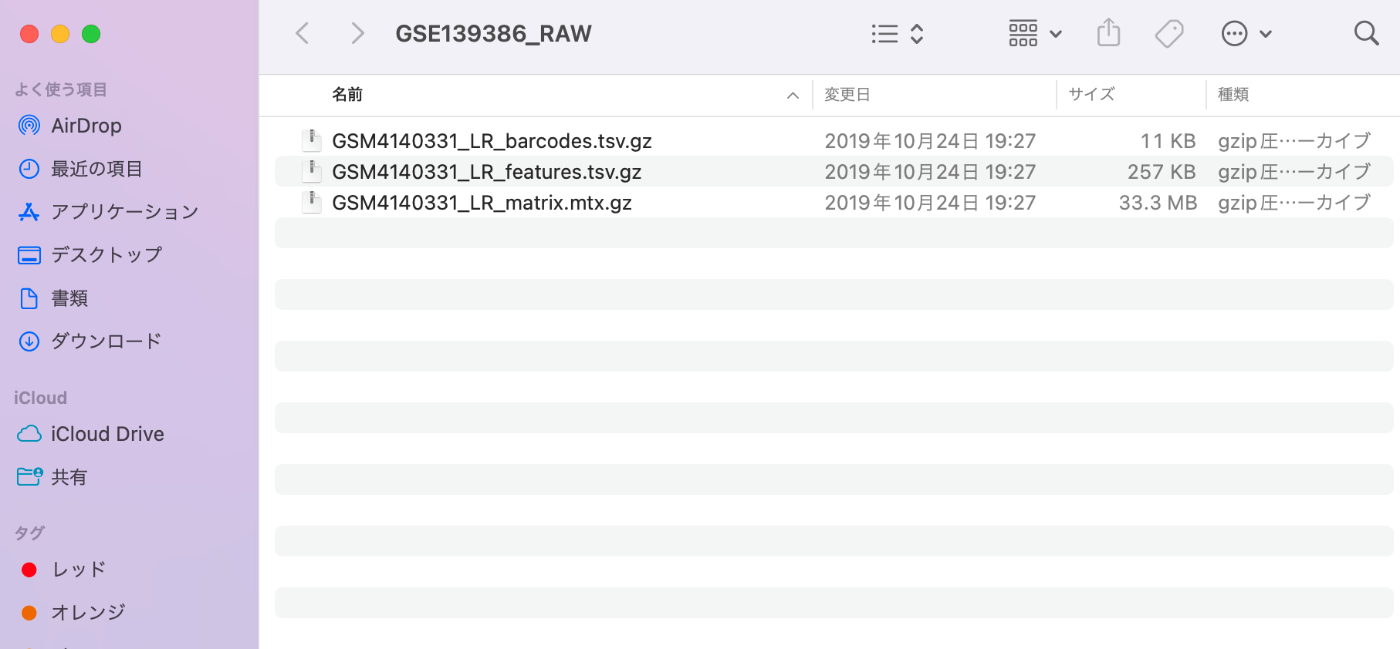 GSE139386_RAW
よく使う項目
AirDrop
最近の項目
アプリケーション
デスクトップ
書類
ダウンロード
iCloud
iCloud Drive
共有
タグ
レッド
オレンジ
名前 変更日 サイズ 種類
GSM4140331_LR_barcodes.tsv.gz 2019年10月24日 19:27 11 KB gzip圧…ーカイブ
GSM4140331_LR_features.tsv.gz 2019年10月24日 19:27 257 KB gzip圧…ーカイブ
GSM4140331_LR_matrix.mtx.gz 2019年10月24日 19:27 33.3 MB gzip圧…ーカイブ